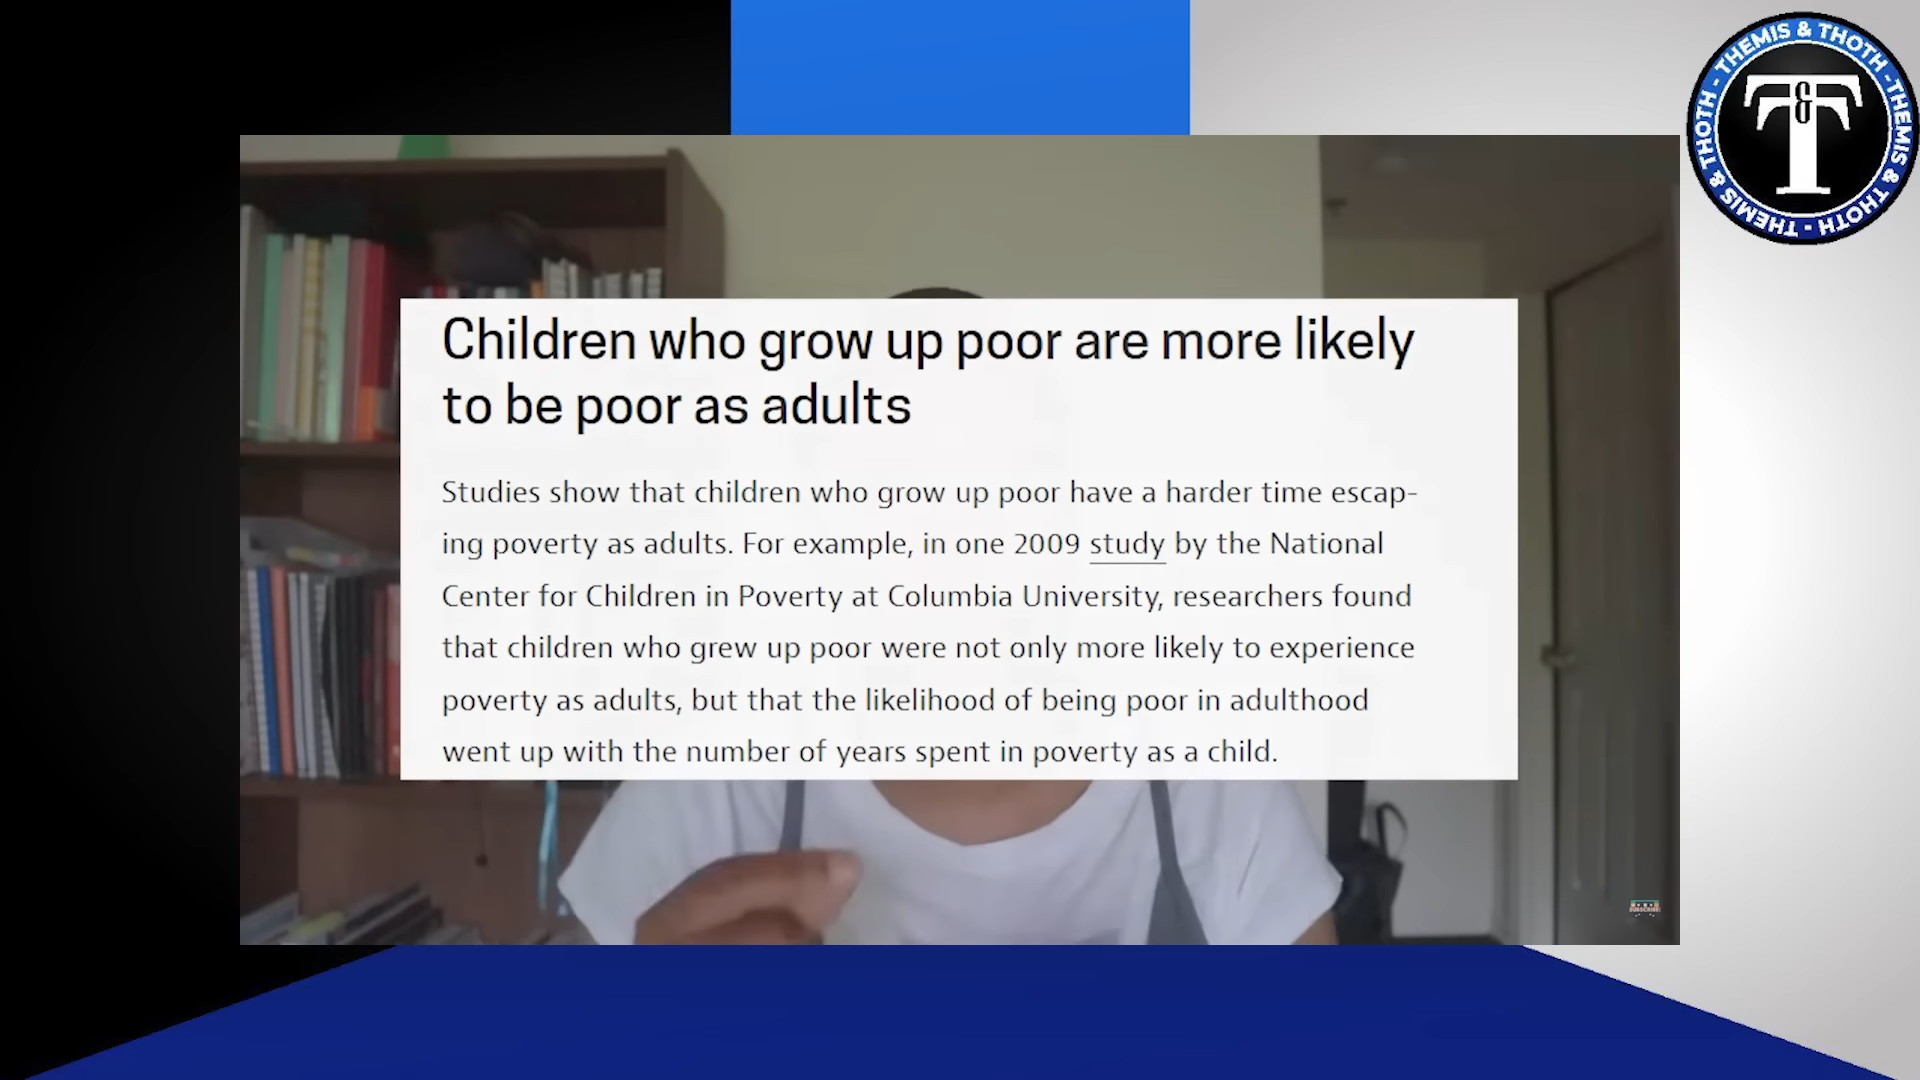 Children who grow up poor are more likely
to be poor as adults
Studies show that children who grow up poor have a harder time escap-
ing poverty as adults. For example, in one 2009 study by the National
Center for Children in Poverty at Columbia University, researchers found
that children who grew up poor were not only more likely to experience
poverty as adults, but that the likelihood of being poor in adulthood
went up with the number of years spent in poverty as a child.
THEMIS & THOTH - THEMIS & THOTH - THEMIS & THOTH -
T&T
SUBSCRIBE